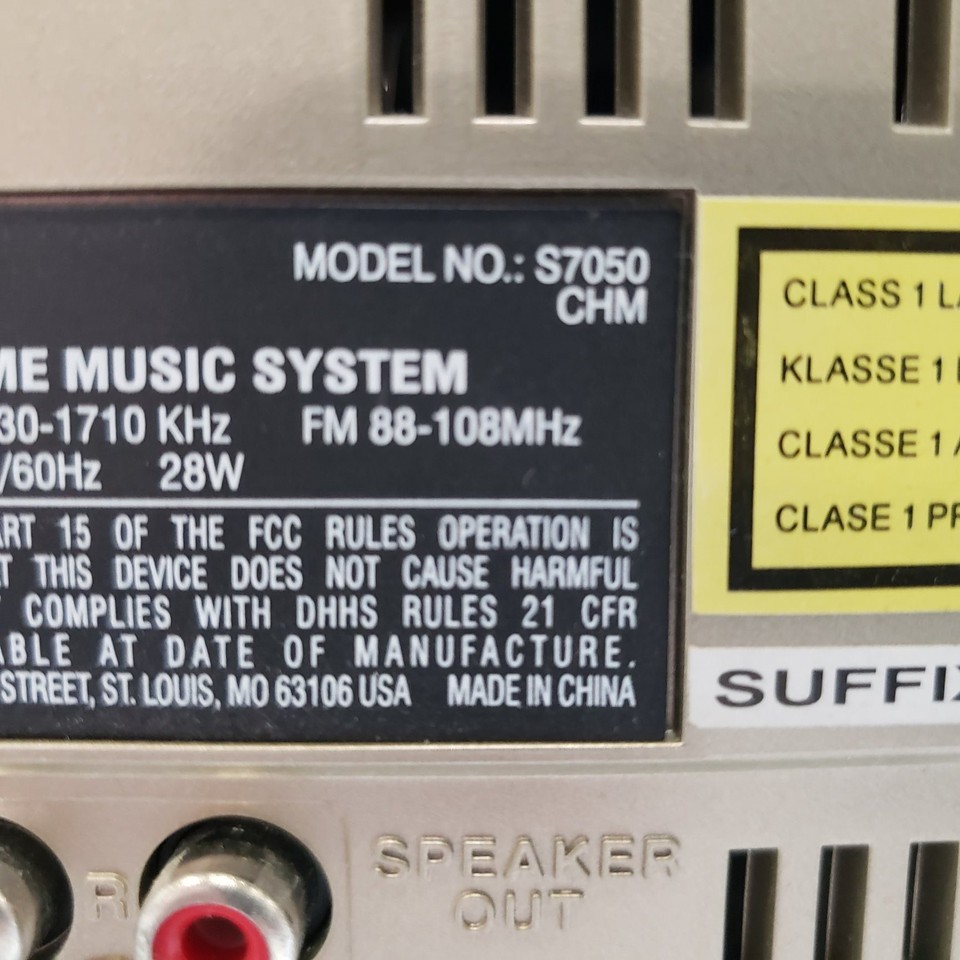 MODEL NO.: S7050
CHM
ME MUSIC SYSTEM
30-1710 KHz FM 88-108MHz
/60Hz 28W
ART 15 OF THE FCC RULES OPERATION IS
T THIS DEVICE DOES NOT CAUSE HARMFUL
COMPLIES WITH DHHS RULES 21 CFR
ABLE AT DATE OF MANUFACTURE.
STREET, ST. LOUIS, MO 63106 USA MADE IN CHINA
CLASS 1 LA
KLASSE 1
CLASSE 1 A
CLASE 1 PR
SUFFIX
R
SPEAKER
OUT